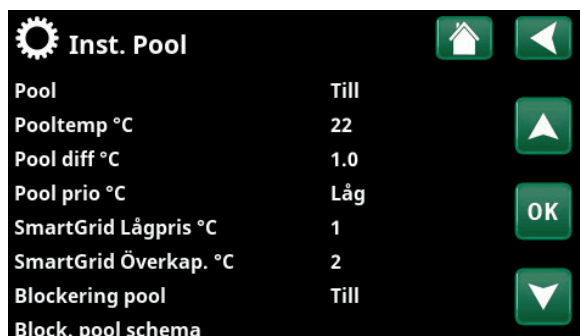 Inst. Pool
Pool Till
Pooltemp °C 22
Pool diff °C 1.0
Pool prio °C Låg
SmartGrid Lågpris °C 1
OK
SmartGrid Överkap. °C 2
Blockering pool Till
Block. pool schema